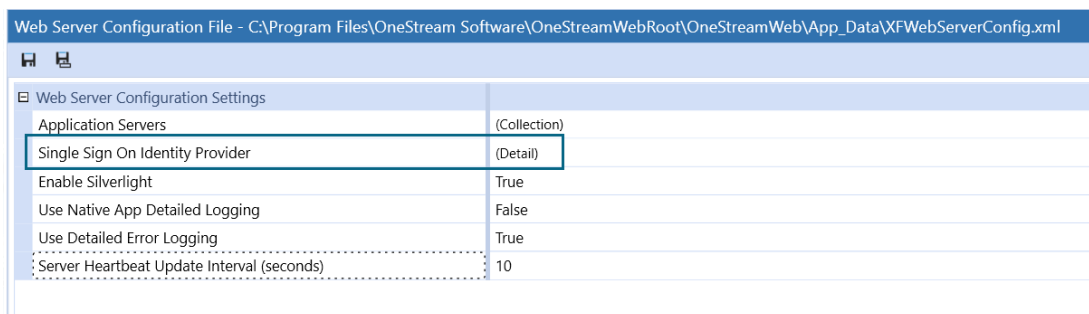 Web Server Configuration File - C:\Program Files\OneStream Software\OneStreamWebRoot\OneStreamWeb\App_Data\XFWebServerConfig.xml
Web Server Configuration Settings
Application Servers (Collection)
Single Sign On Identity Provider (Detail)
Enable Silverlight True
Use Native App Detailed Logging False
Use Detailed Error Logging True
Server Heartbeat Update Interval (seconds) 10